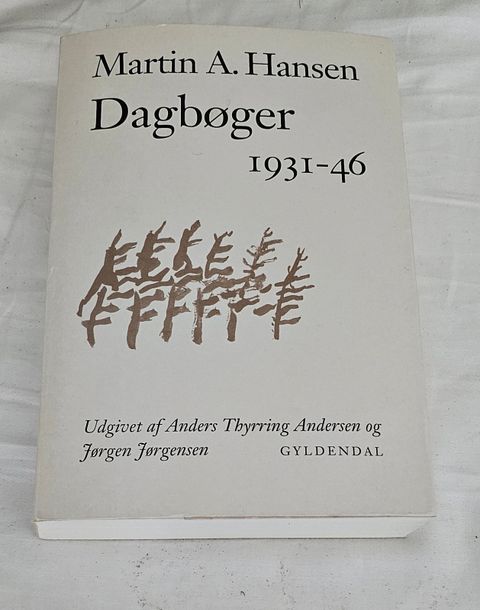 Martin A. Hansen
Dagbøger
1931-46
Udgivet af Anders Thyrring Andersen og
Jørgen Jørgensen GYLDENDAL